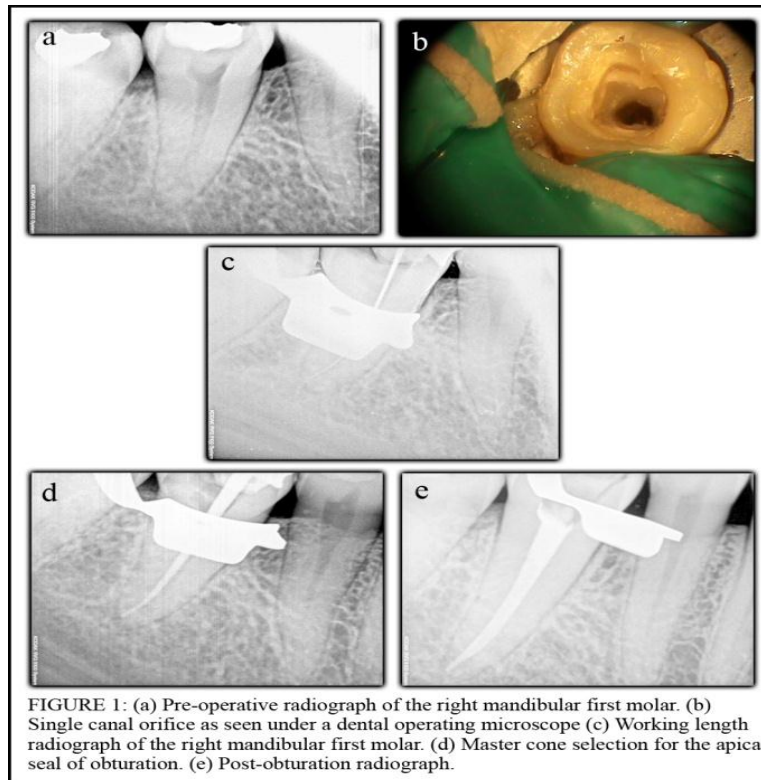 a
b
c
d
e
FIGURE 1: (a) Pre-operative radiograph of the right mandibular first molar. (b)
Single canal orifice as seen under a dental operating microscope (c) Working length
radiograph of the right mandibular first molar. (d) Master cone selection for the apica
seal of obturation. (e) Post-obturation radiograph.